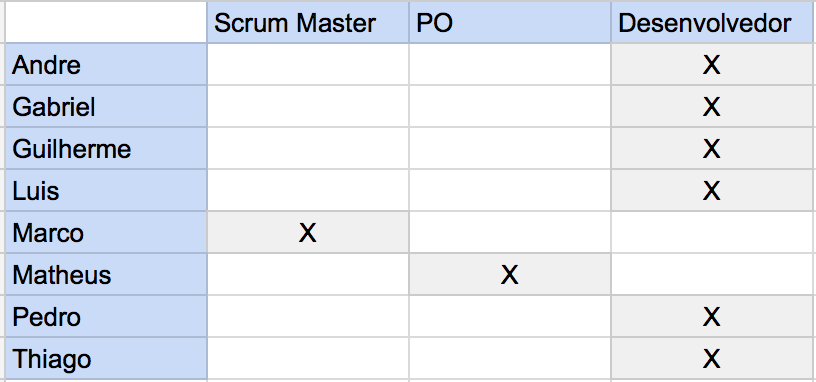 Scrum Master PO Desenvolvedor
Andre X
Gabriel X
Guilherme X
Luis X
Marco X
Matheus X
Pedro X
Thiago X